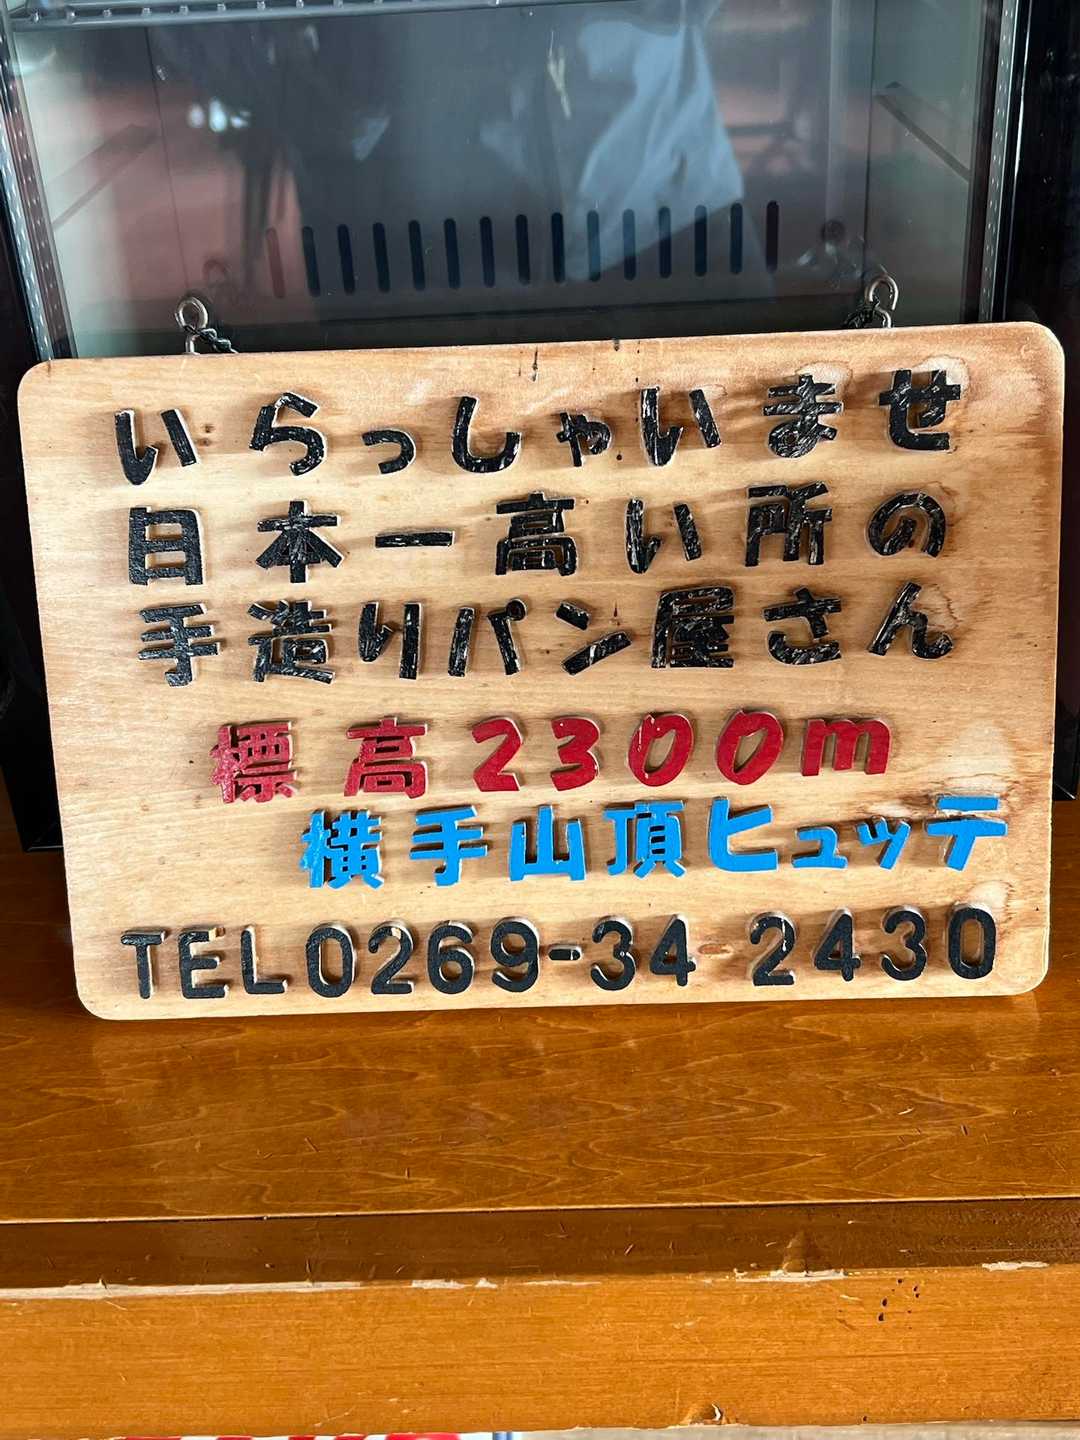 いらっしゃいませ
日本一高い所の
手造りパン屋さん
標高2300m
横手山頂ヒュッテ
TEL0269-34 2430